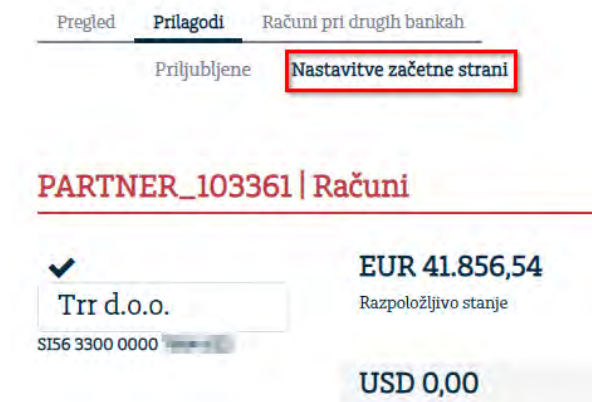 Pregled Prilagodi Računi pri drugih bankah
Priljubljene Nastavitve začetne strani
PARTNER_103361 | Računi
EUR 41.856,54
Trr d.o.o.
Razpoložljivo stanje
SI56 3300 0000
USD 0,00